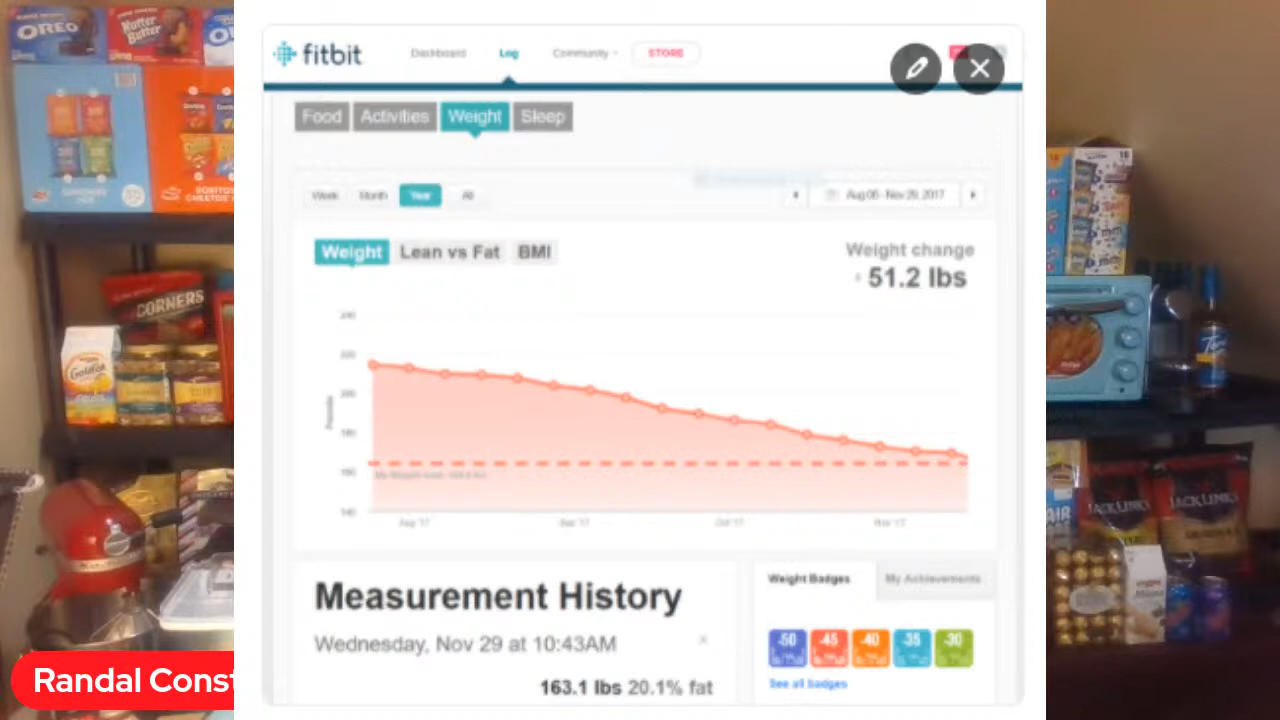 OREO
Nutter Butter
fitbit
Dashboard Log Community STORE
Food Activities Weight Sleep
Week Month Year All
Aug 06 - Nov 29, 2017
Weight Lean vs Fat BMI
Weight change
51.2 lbs
240
220
200
180
160
140
Pounds
Aug '17 Sep '17 Oct '17 Nov '17
Measurement History
Wednesday, Nov 29 at 10:43AM
163.1 lbs 20.1% fat
Weight Badges My Achievements
-50 -45 -40 -35 -30
See all badges
CORNERS
Goldfish
JACK LINK'S
JACK LINK'S
Randal Const